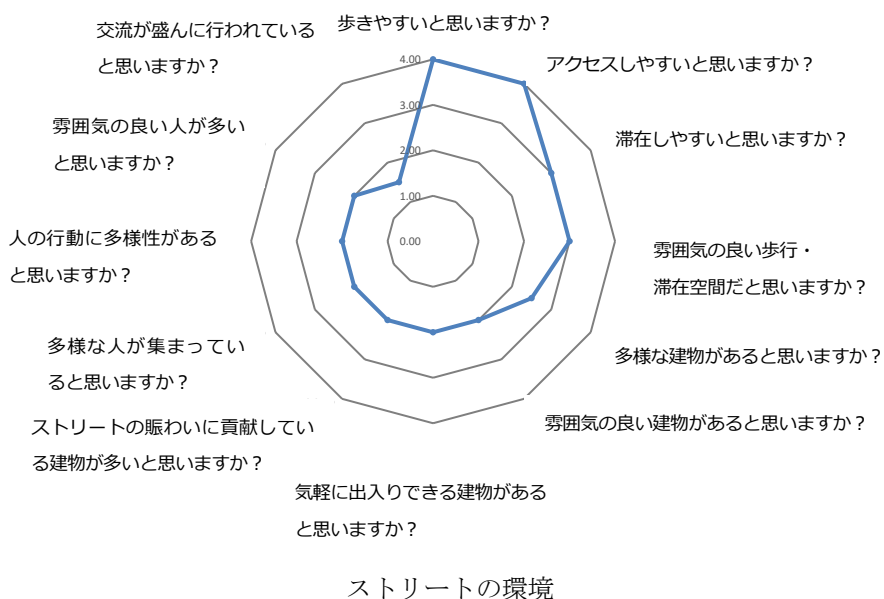 歩きやすいと思いますか？
アクセスしやすいと思いますか？
滞在しやすいと思いますか？
雰囲気の良い歩行・
滞在空間だと思いますか？
多様な建物があると思いますか？
雰囲気の良い建物があると思いますか？
気軽に出入りできる建物がある
と思いますか？
ストリートの賑わいに貢献してい
る建物が多いと思いますか？
多様な人が集まってい
ると思いますか？
人の行動に多様性がある
と思いますか？
雰囲気の良い人が多い
と思いますか？
交流が盛んに行われている
と思いますか？
4.00
3.00
2.00
1.00
0.00
ストリートの環境